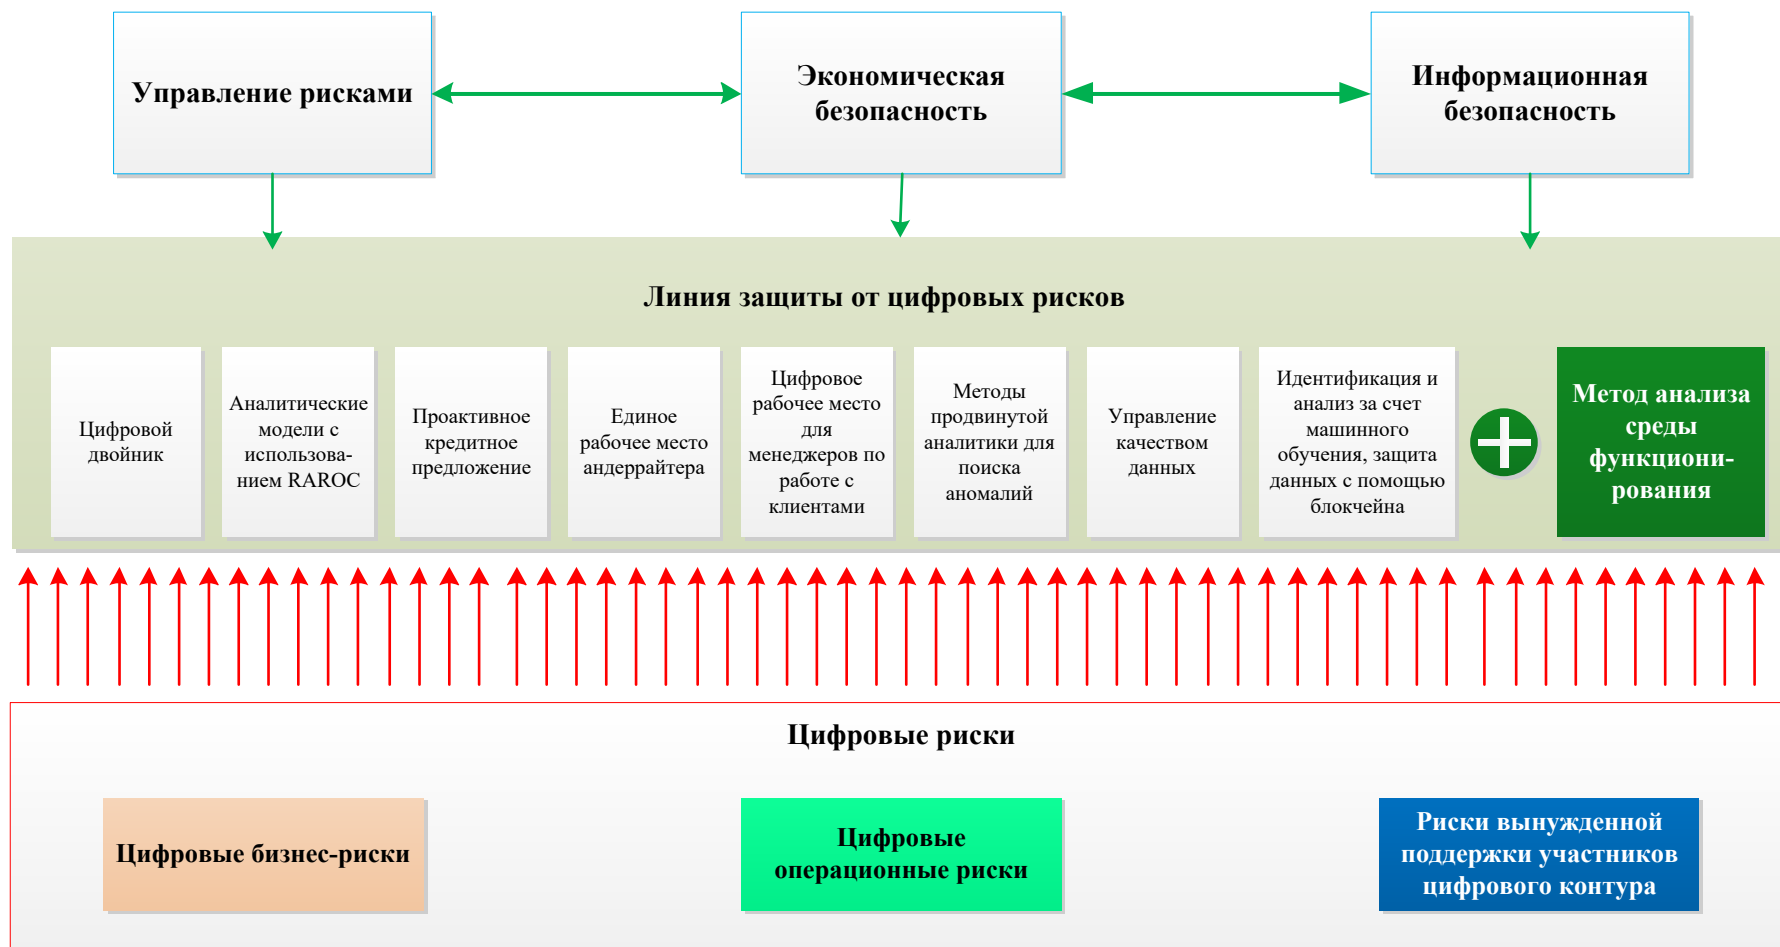 Управление рисками
Экономическая
безопасность
Информационная
безопасность
Линия защиты от цифровых рисков
Цифровой
двойник
Аналитические
модели с
использова-
нием RAROC
Проактивное
кредитное
предложение
Единое
рабочее место
андеррайтера
Цифровое
рабочее место
для
менеджеров по
работе с
клиентами
Методы
продвинутой
аналитики для
поиска
аномалий
Управление
качеством
данных
Идентификация и
анализ за счет
машинного
обучения, защита
данных с помощью
блокчейна
Метод анализа
среды
функциони-
рования
Цифровые риски
Цифровые бизнес-риски
Цифровые
операционные риски
Риски вынужденной
поддержки участников
цифрового контура